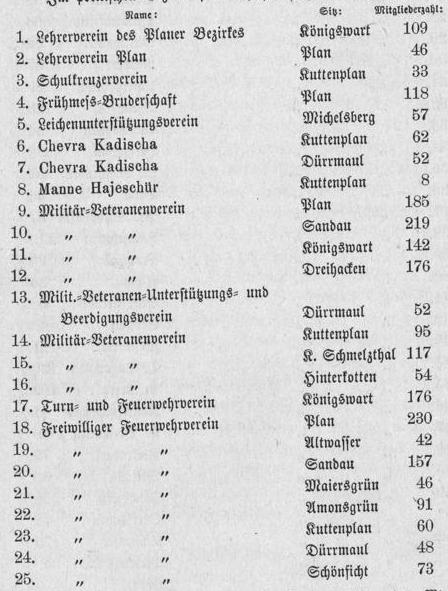 Name: Sitz: Mitgliederzahl:
1. Lehrerverein des Planer Bezirkes Königswart 109
2. Lehrerverein Plan Plan 46
3. Schulkreuzerverein Kuttenplan 33
4. Frühmess-Bruderschaft Plan 118
5. Leichenunterstützungsverein Michelsberg 57
6. Chevra Kadischa Kuttenplan 62
7. Chevra Kadischa Dürrmaul 52
8. Manne Hajeschür Kuttenplan 8
9. Militär-Veteranenverein Plan 185
10. „ „ Sandau 219
11. „ „ Königswart 142
12. „ „ Dreihacken 176
13. Milit.-Veteranen-Unterstützungs- und
Beerdigungsverein Dürrmaul 52
14. Militär-Veteranenverein Kuttenplan 95
15. „ „ K. Schmelzthal 117
16. „ „ Hinterkotten 54
17. Turn- und Feuerwehrverein Königswart 176
18. Freiwilliger Feuerwehrverein Plan 230
19. „ „ Altwasser 42
20. „ „ Sandau 157
21. „ „ Maiersgrün 46
22. „ „ Amonsgrün 91
23. „ „ Kuttenplan 60
24. „ „ Dürrmaul 48
25. „ „ Schönficht 73